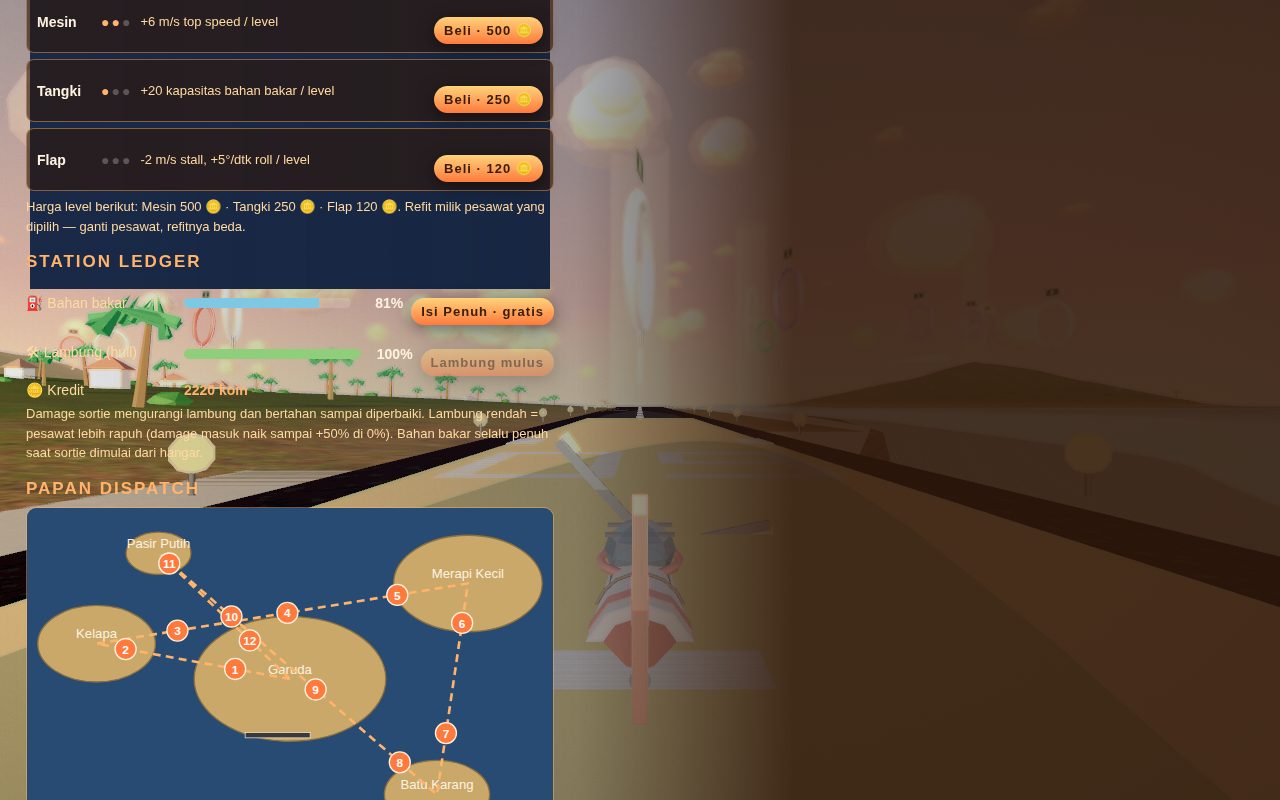 Mesin +6 m/s top speed / level Beli · 500 🪙
Tangki +20 kapasitas bahan bakar / level Beli · 250 🪙
Flap -2 m/s stall, +5°/dtk roll / level Beli · 120 🪙
Harga level berikut: Mesin 500 🪙 · Tangki 250 🪙 · Flap 120 🪙. Refit milik pesawat yang
dipilih — ganti pesawat, refitnya beda.
STATION LEDGER
⛽ Bahan bakar 81% Isi Penuh · gratis
🛠 Lambung (hull) 100% Lambung mulus
🪙 Kredit 2220 koin
Damage sortie mengurangi lambung dan bertahan sampai diperbaiki. Lambung rendah =
pesawat lebih rapuh (damage masuk naik sampai +50% di 0%). Bahan bakar selalu penuh
saat sortie dimulai dari hangar.
PAPAN DISPATCH
Pasir Putih
11
Merapi Kecil
5
10
4
6
3
Kelapa
12
2
1
Garuda
9
7
8
Batu Karang